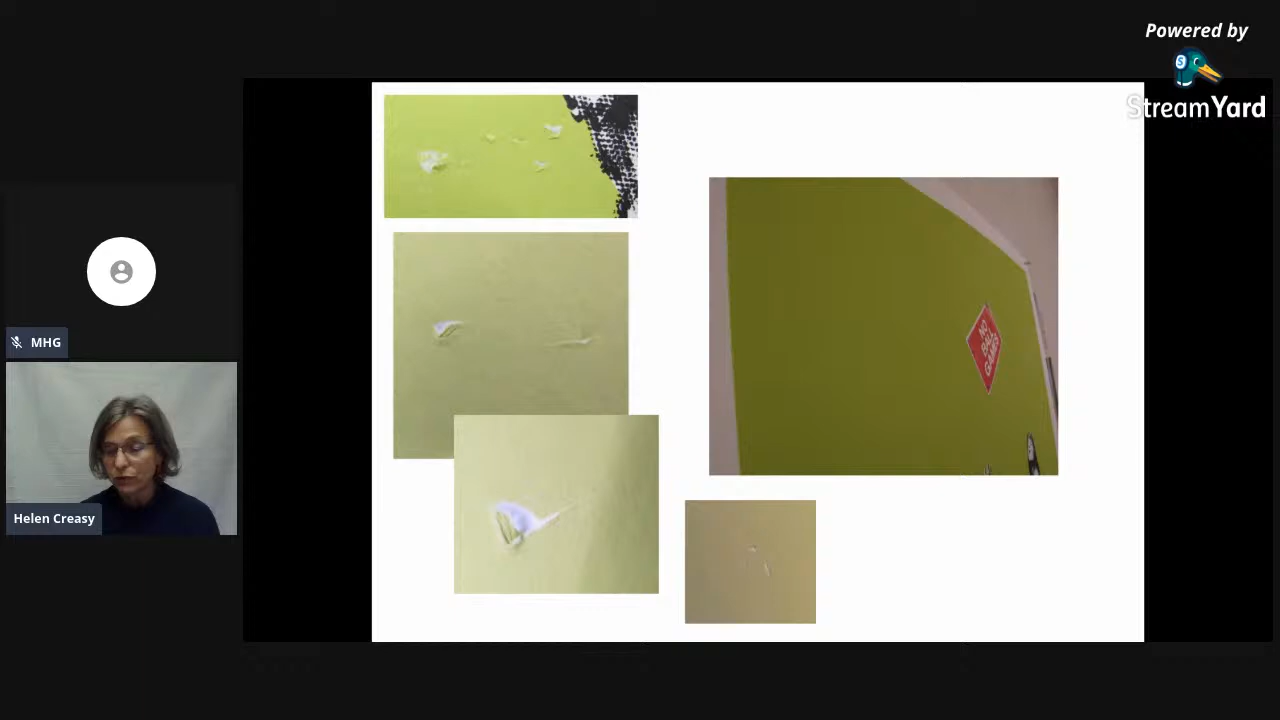 Powered by
StreamYard
MHG
Helen Creasy
NO
BALL
GAMES